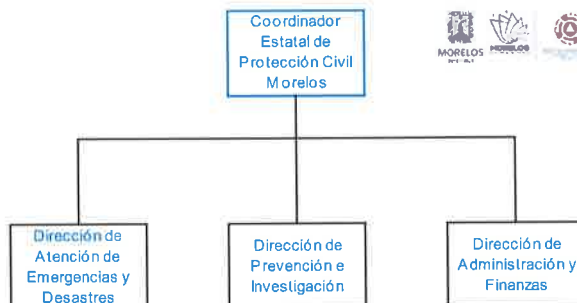 Coordinador
Estatal de
Protección Civil
Morelos
MORELOS
MORELOS
Dirección de
Atención de
Emergencias y
Desastres
Dirección de
Prevención e
Investigación
Dirección de
Administración y
Finanzas